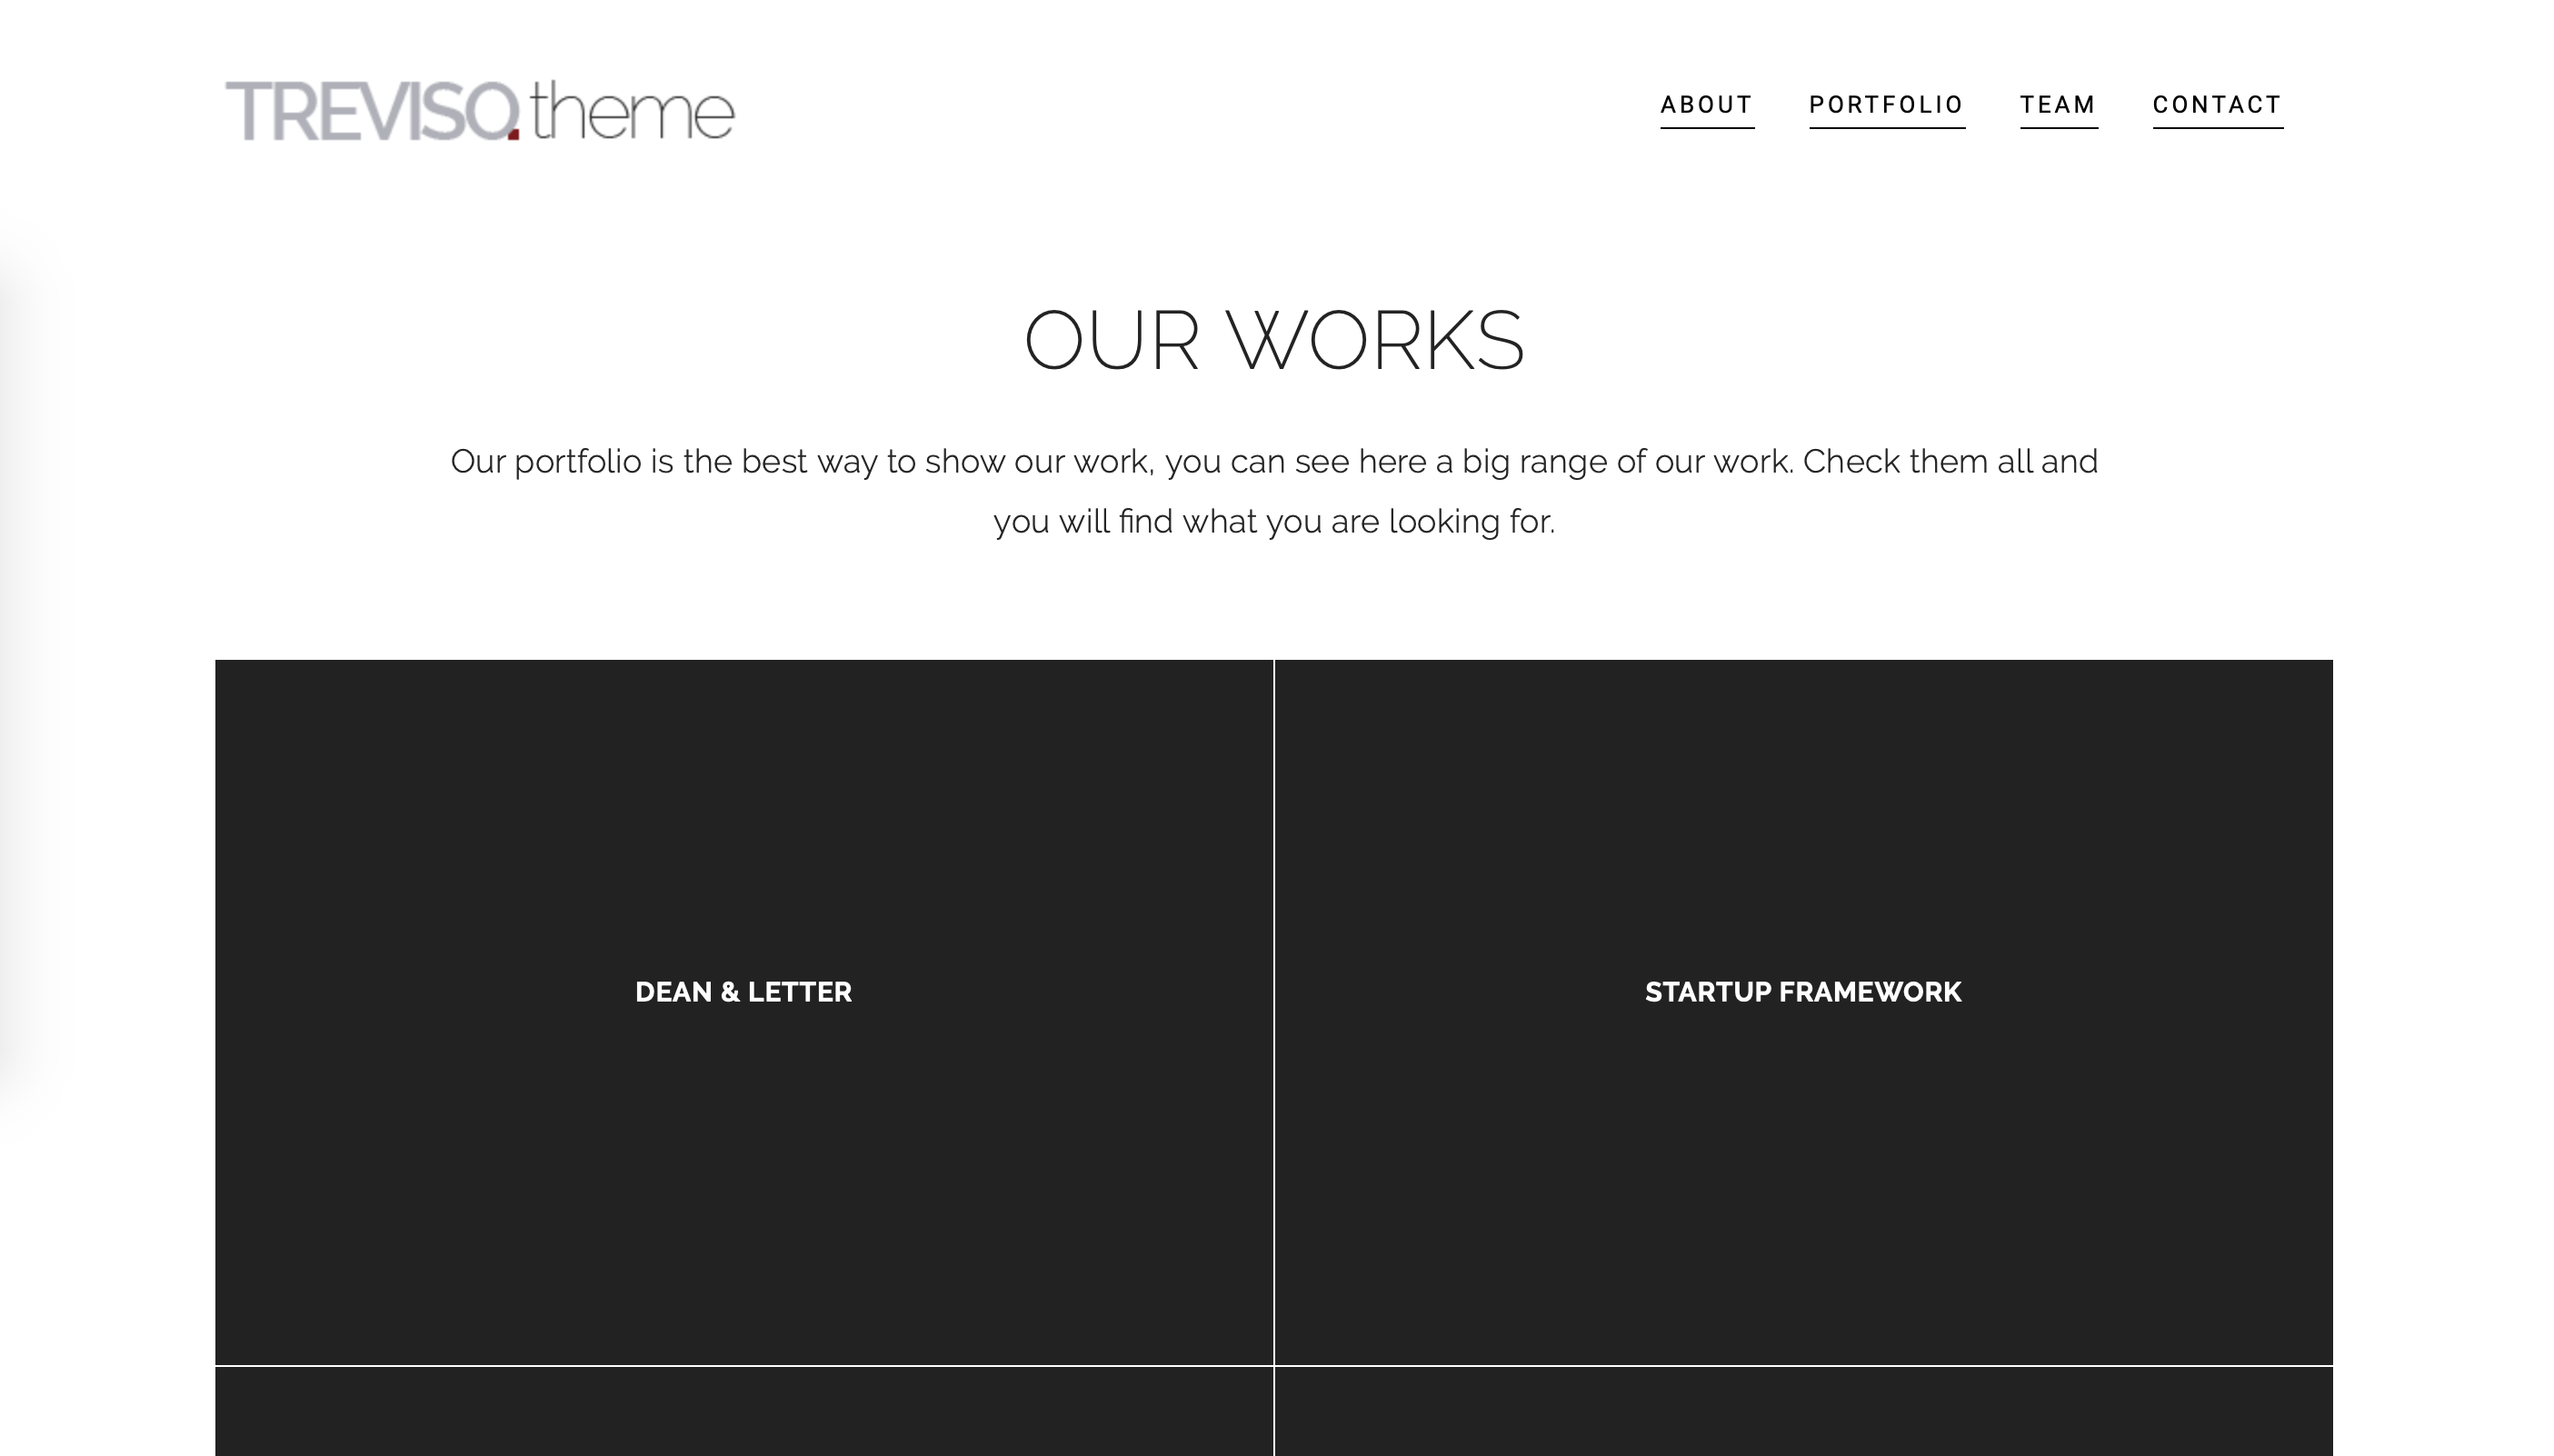 TREVISO.theme
ABOUT PORTFOLIO TEAM CONTACT
OUR WORKS
Our portfolio is the best way to show our work, you can see here a big range of our work. Check them all and
you will find what you are looking for.
DEAN & LETTER
STARTUP FRAMEWORK